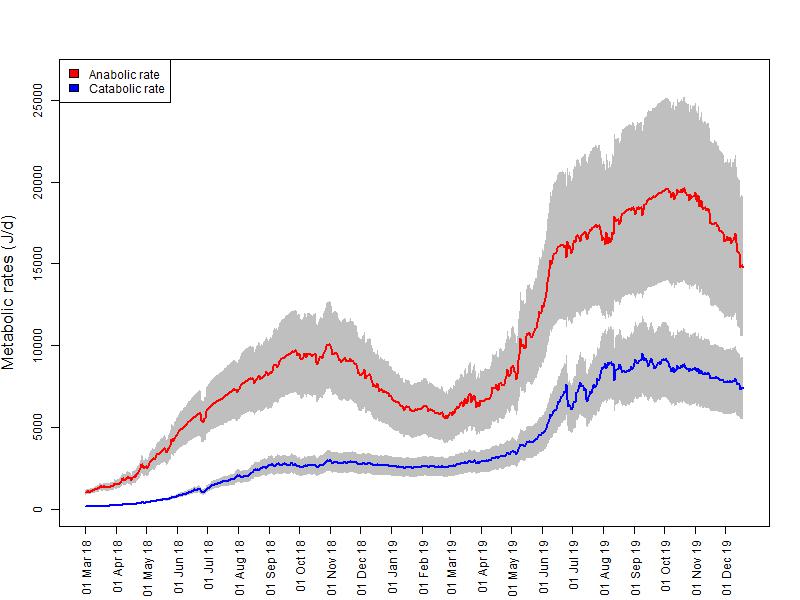 Anabolic rate
Catabolic rate
Metabolic rates (J/d)
25000
20000
15000
10000
5000
0
01 Mar 18
01 Apr 18
01 May 18
01 Jun 18
01 Jul 18
01 Aug 18
01 Sep 18
01 Oct 18
01 Nov 18
01 Dec 18
01 Jan 19
01 Feb 19
01 Mar 19
01 Apr 19
01 May 19
01 Jun 19
01 Jul 19
01 Aug 19
01 Sep 19
01 Oct 19
01 Nov 19
01 Dec 19